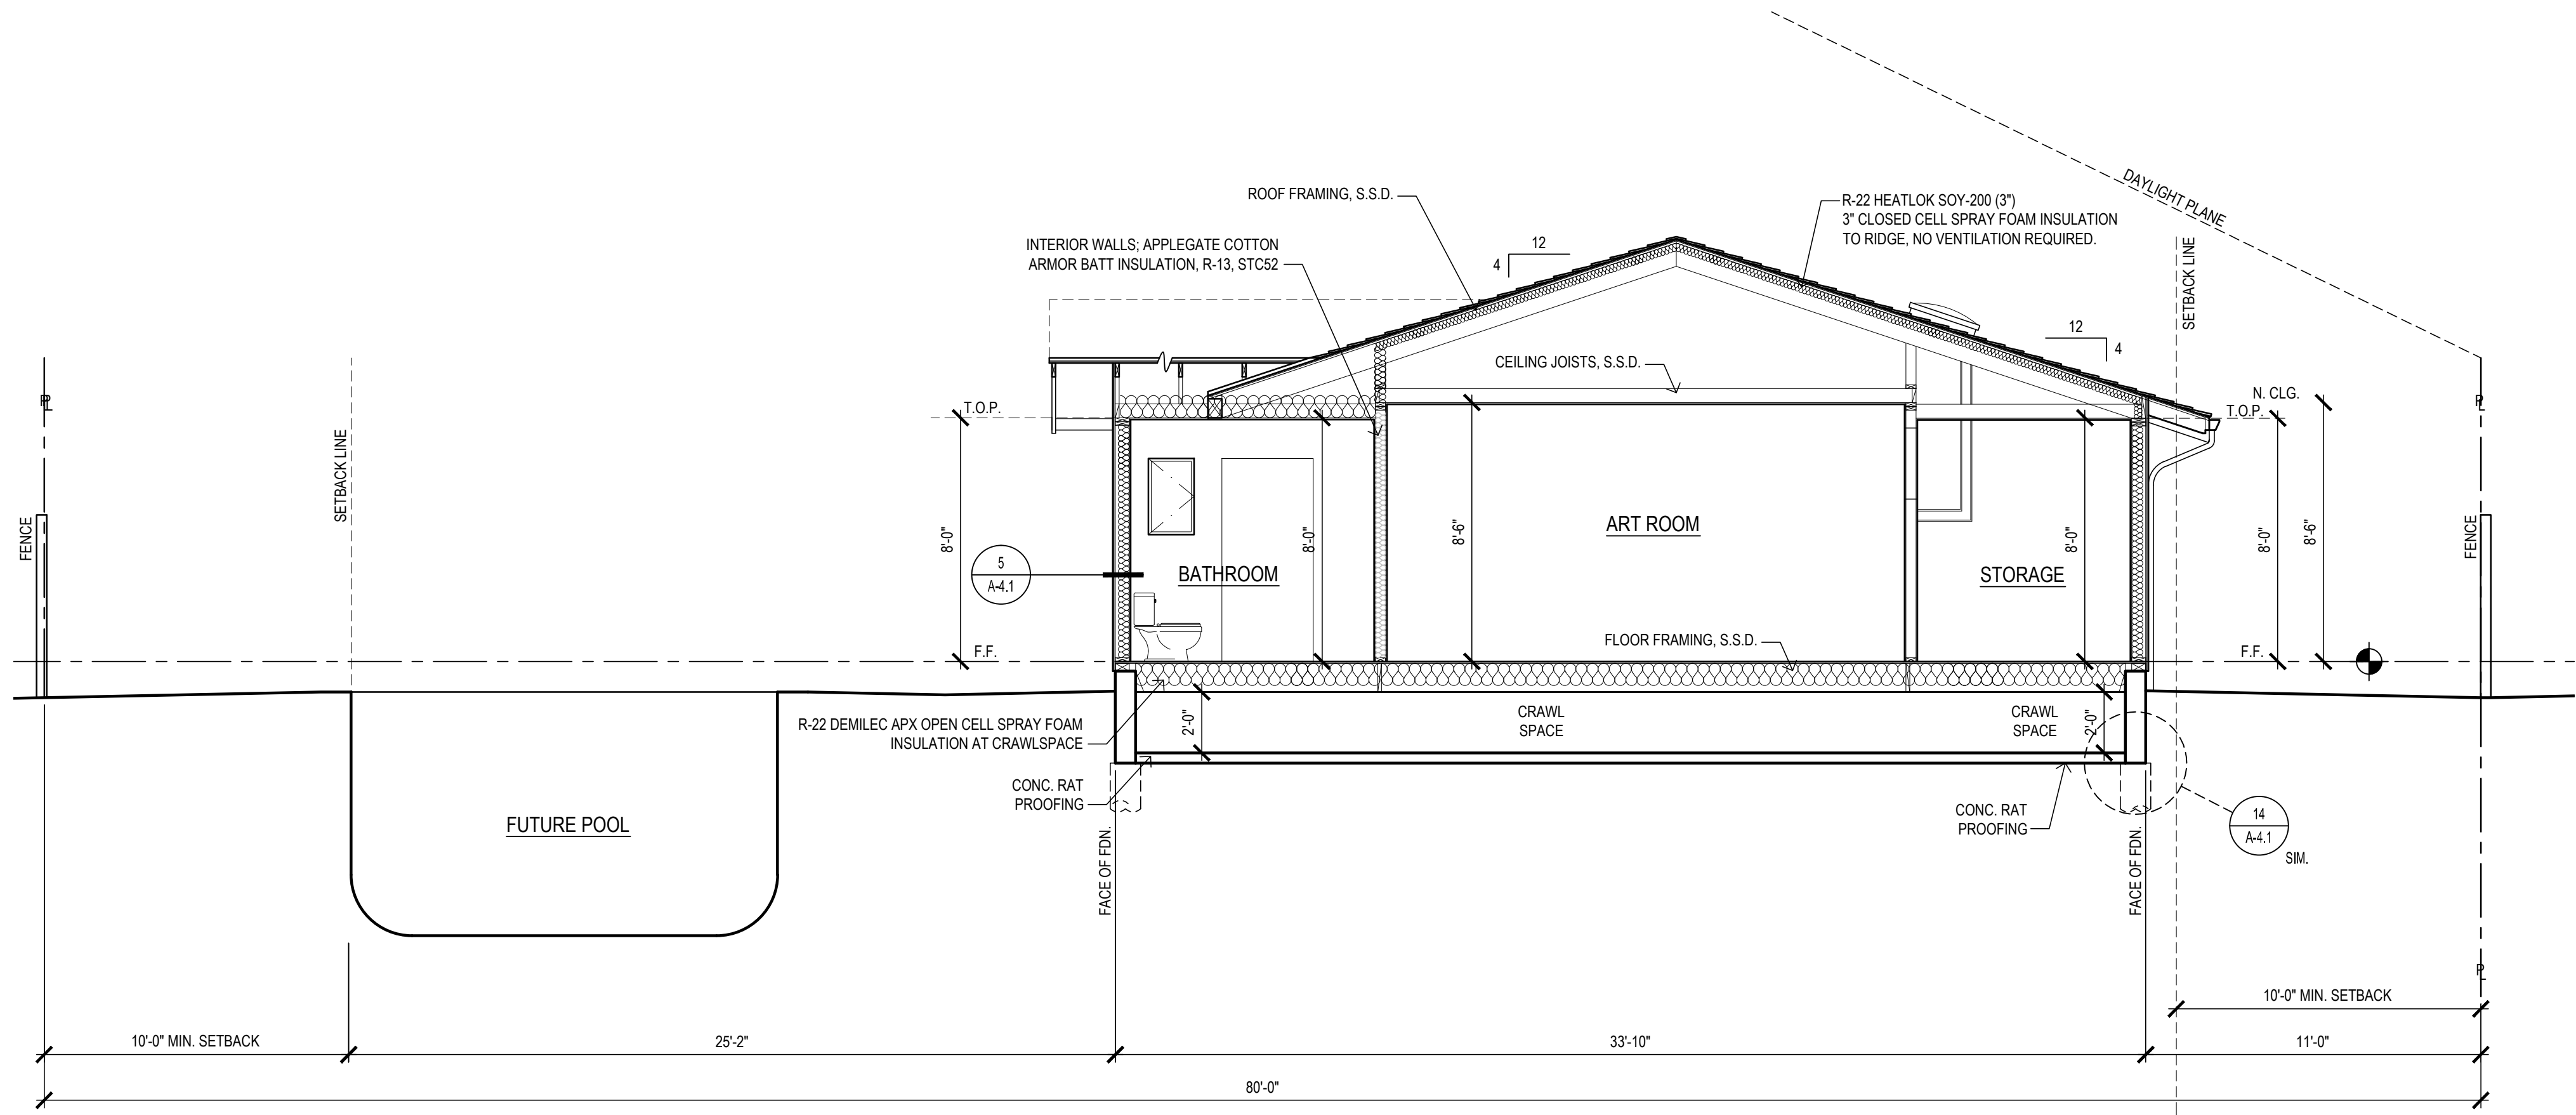 DAYLIGHT PLANE
ROOF FRAMING, S.S.D.
R-22 HEATLOK SOY-200 (3")
3" CLOSED CELL SPRAY FOAM INSULATION
TO RIDGE, NO VENTILATION REQUIRED.
INTERIOR WALLS; APPLEGATE COTTON
ARMOR BATT INSULATION, R-13, STC52
12
4
SETBACK LINE
12
4
CEILING JOISTS, S.S.D.
N. CLG.
T.O.P.
T.O.P.
PL
PL
SETBACK LINE
FENCE
8'-0"
8'-0"
8'-6"
ART ROOM
8'-0"
8'-0"
8'-6"
FENCE
5
A-4.1
BATHROOM
STORAGE
FLOOR FRAMING, S.S.D.
F.F.
F.F.
R-22 DEMILEC APX OPEN CELL SPRAY FOAM
INSULATION AT CRAWLSPACE
2'-0"
CRAWL
SPACE
CRAWL
SPACE
2'-0"
CONC. RAT
PROOFING
CONC. RAT
PROOFING
FUTURE POOL
14
A-4.1
SIM.
FACE OF FDN.
FACE OF FDN.
PL
10'-0" MIN. SETBACK
10'-0" MIN. SETBACK
25'-2"
33'-10"
11'-0"
80'-0"